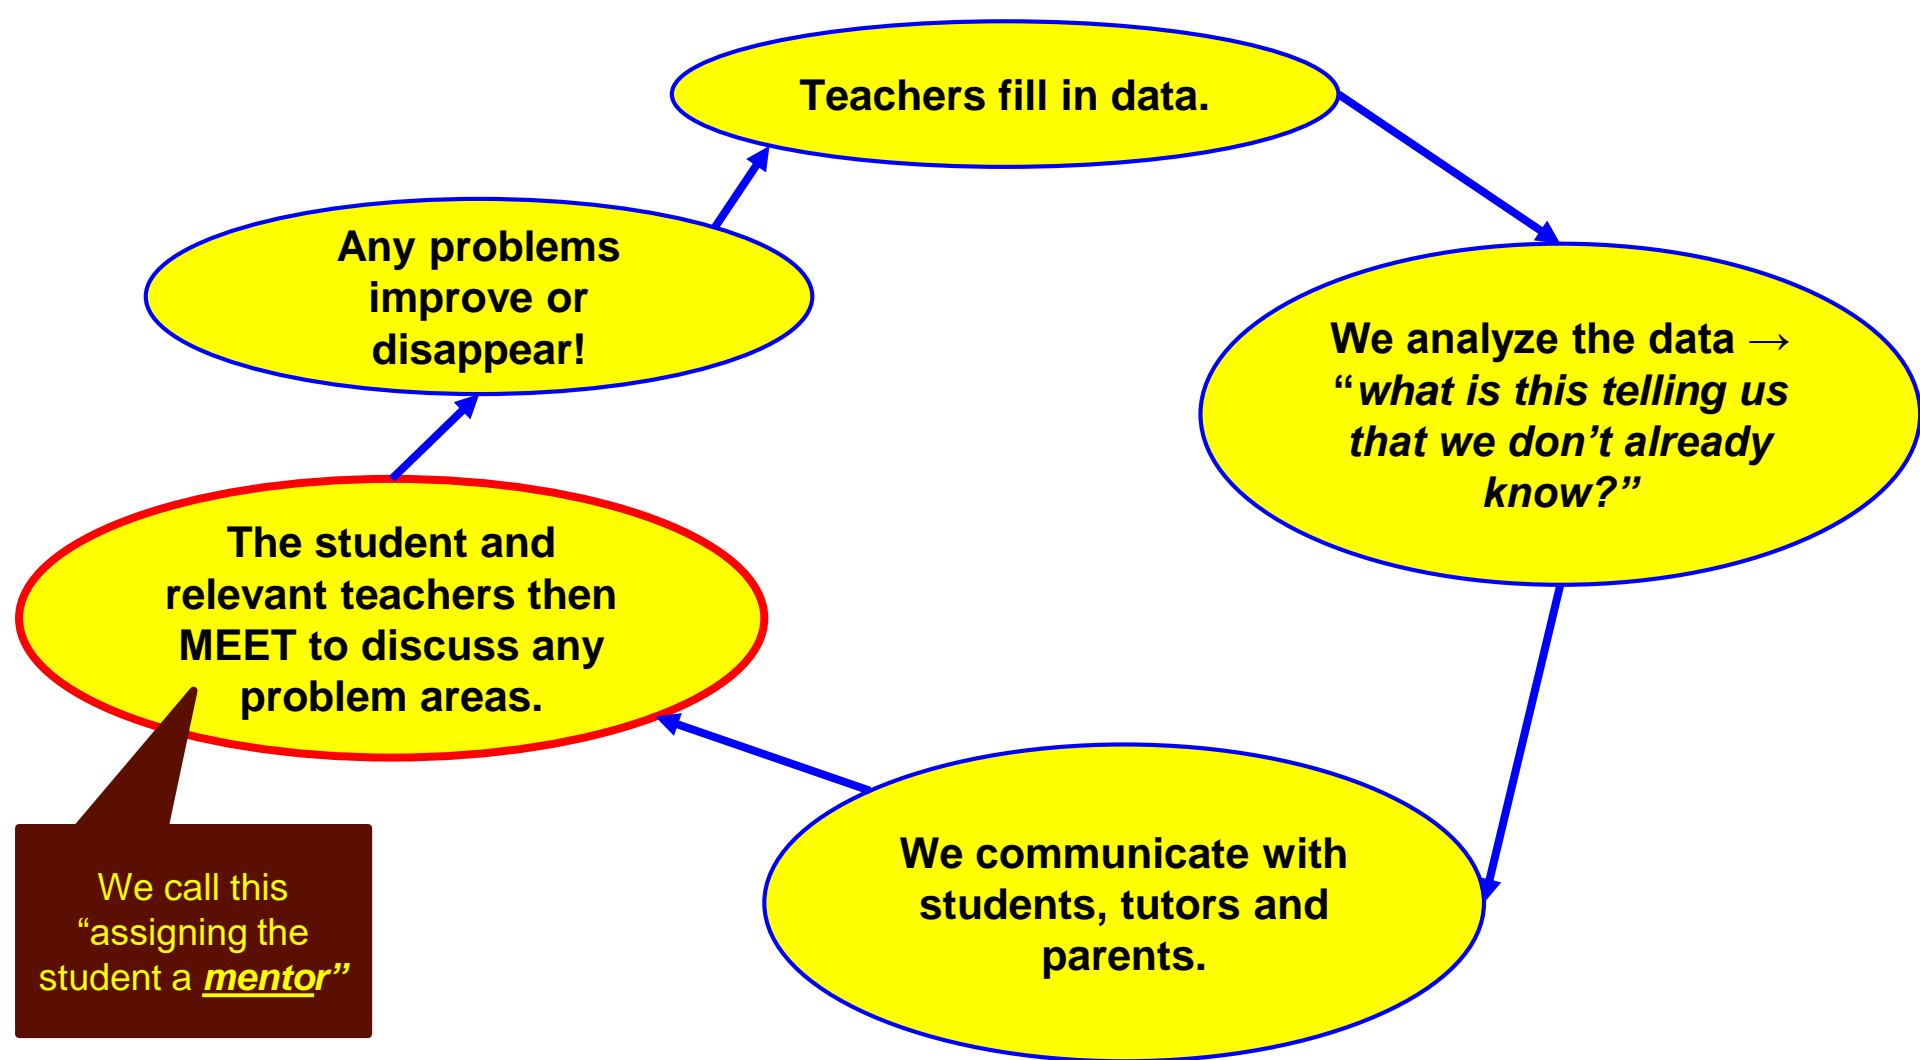 Teachers fill in data.
Any problems
improve or
disappear!
We analyze the data →
“what is this telling us
that we don’t already
know?”
The student and
relevant teachers then
MEET to discuss any
problem areas.
We communicate with
students, tutors and
parents.
We call this
“assigning the
student a mentor”